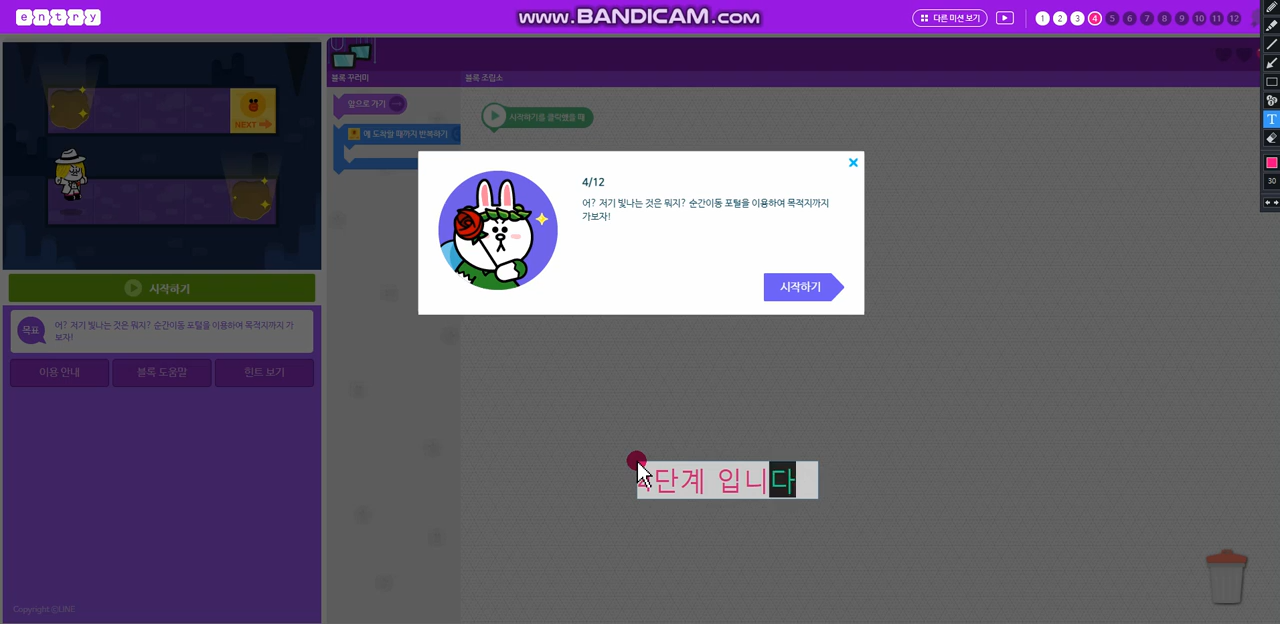 entry
www.BANDICAM.com
다른 미션 보기
1 2 3 4 5 6 7 8 9 10 11 12
블록 꾸러미
블록 조립소
앞으로 가기
시작하기를 클릭했을 때
에 도착할 때까지 반복하기
NEXT
4/12
어? 저기 빛나는 것은 뭐지? 순간이동 포털을 이용하여 목적지까지
가보자!
시작하기
시작하기
목표
어? 저기 빛나는 것은 뭐지? 순간이동 포털을 이용하여 목적지까지 가
보자!
이용 안내
블록 도움말
힌트 보기
4단계 입니다
Copyright ⓒLINE
T
30